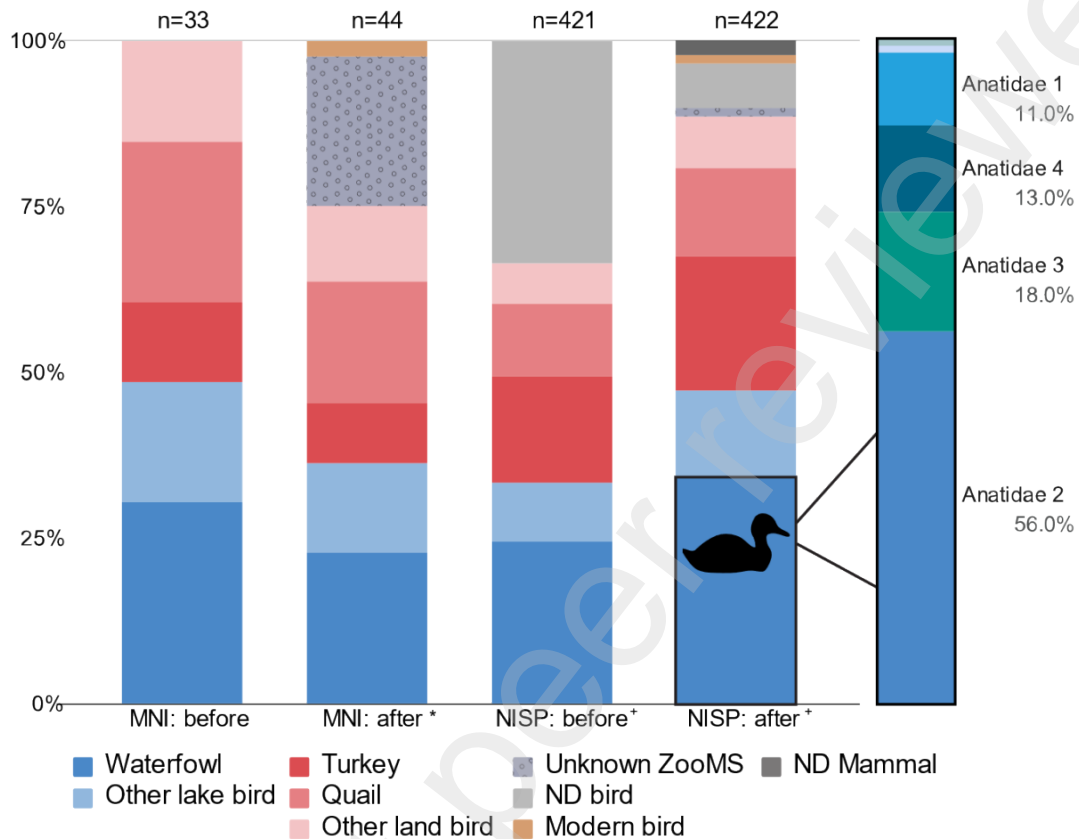 n=33 n=44 n=421 n=422
100%
75%
50%
25%
0%
MNI: before MNI: after * NISP: before + NISP: after +
Anatidae 1
11.0%
Anatidae 4
13.0%
Anatidae 3
18.0%
Anatidae 2
56.0%
Waterfowl Turkey Unknown ZooMS ND Mammal
Other lake bird Quail ND bird
Other land bird Modern bird
peer reviewe